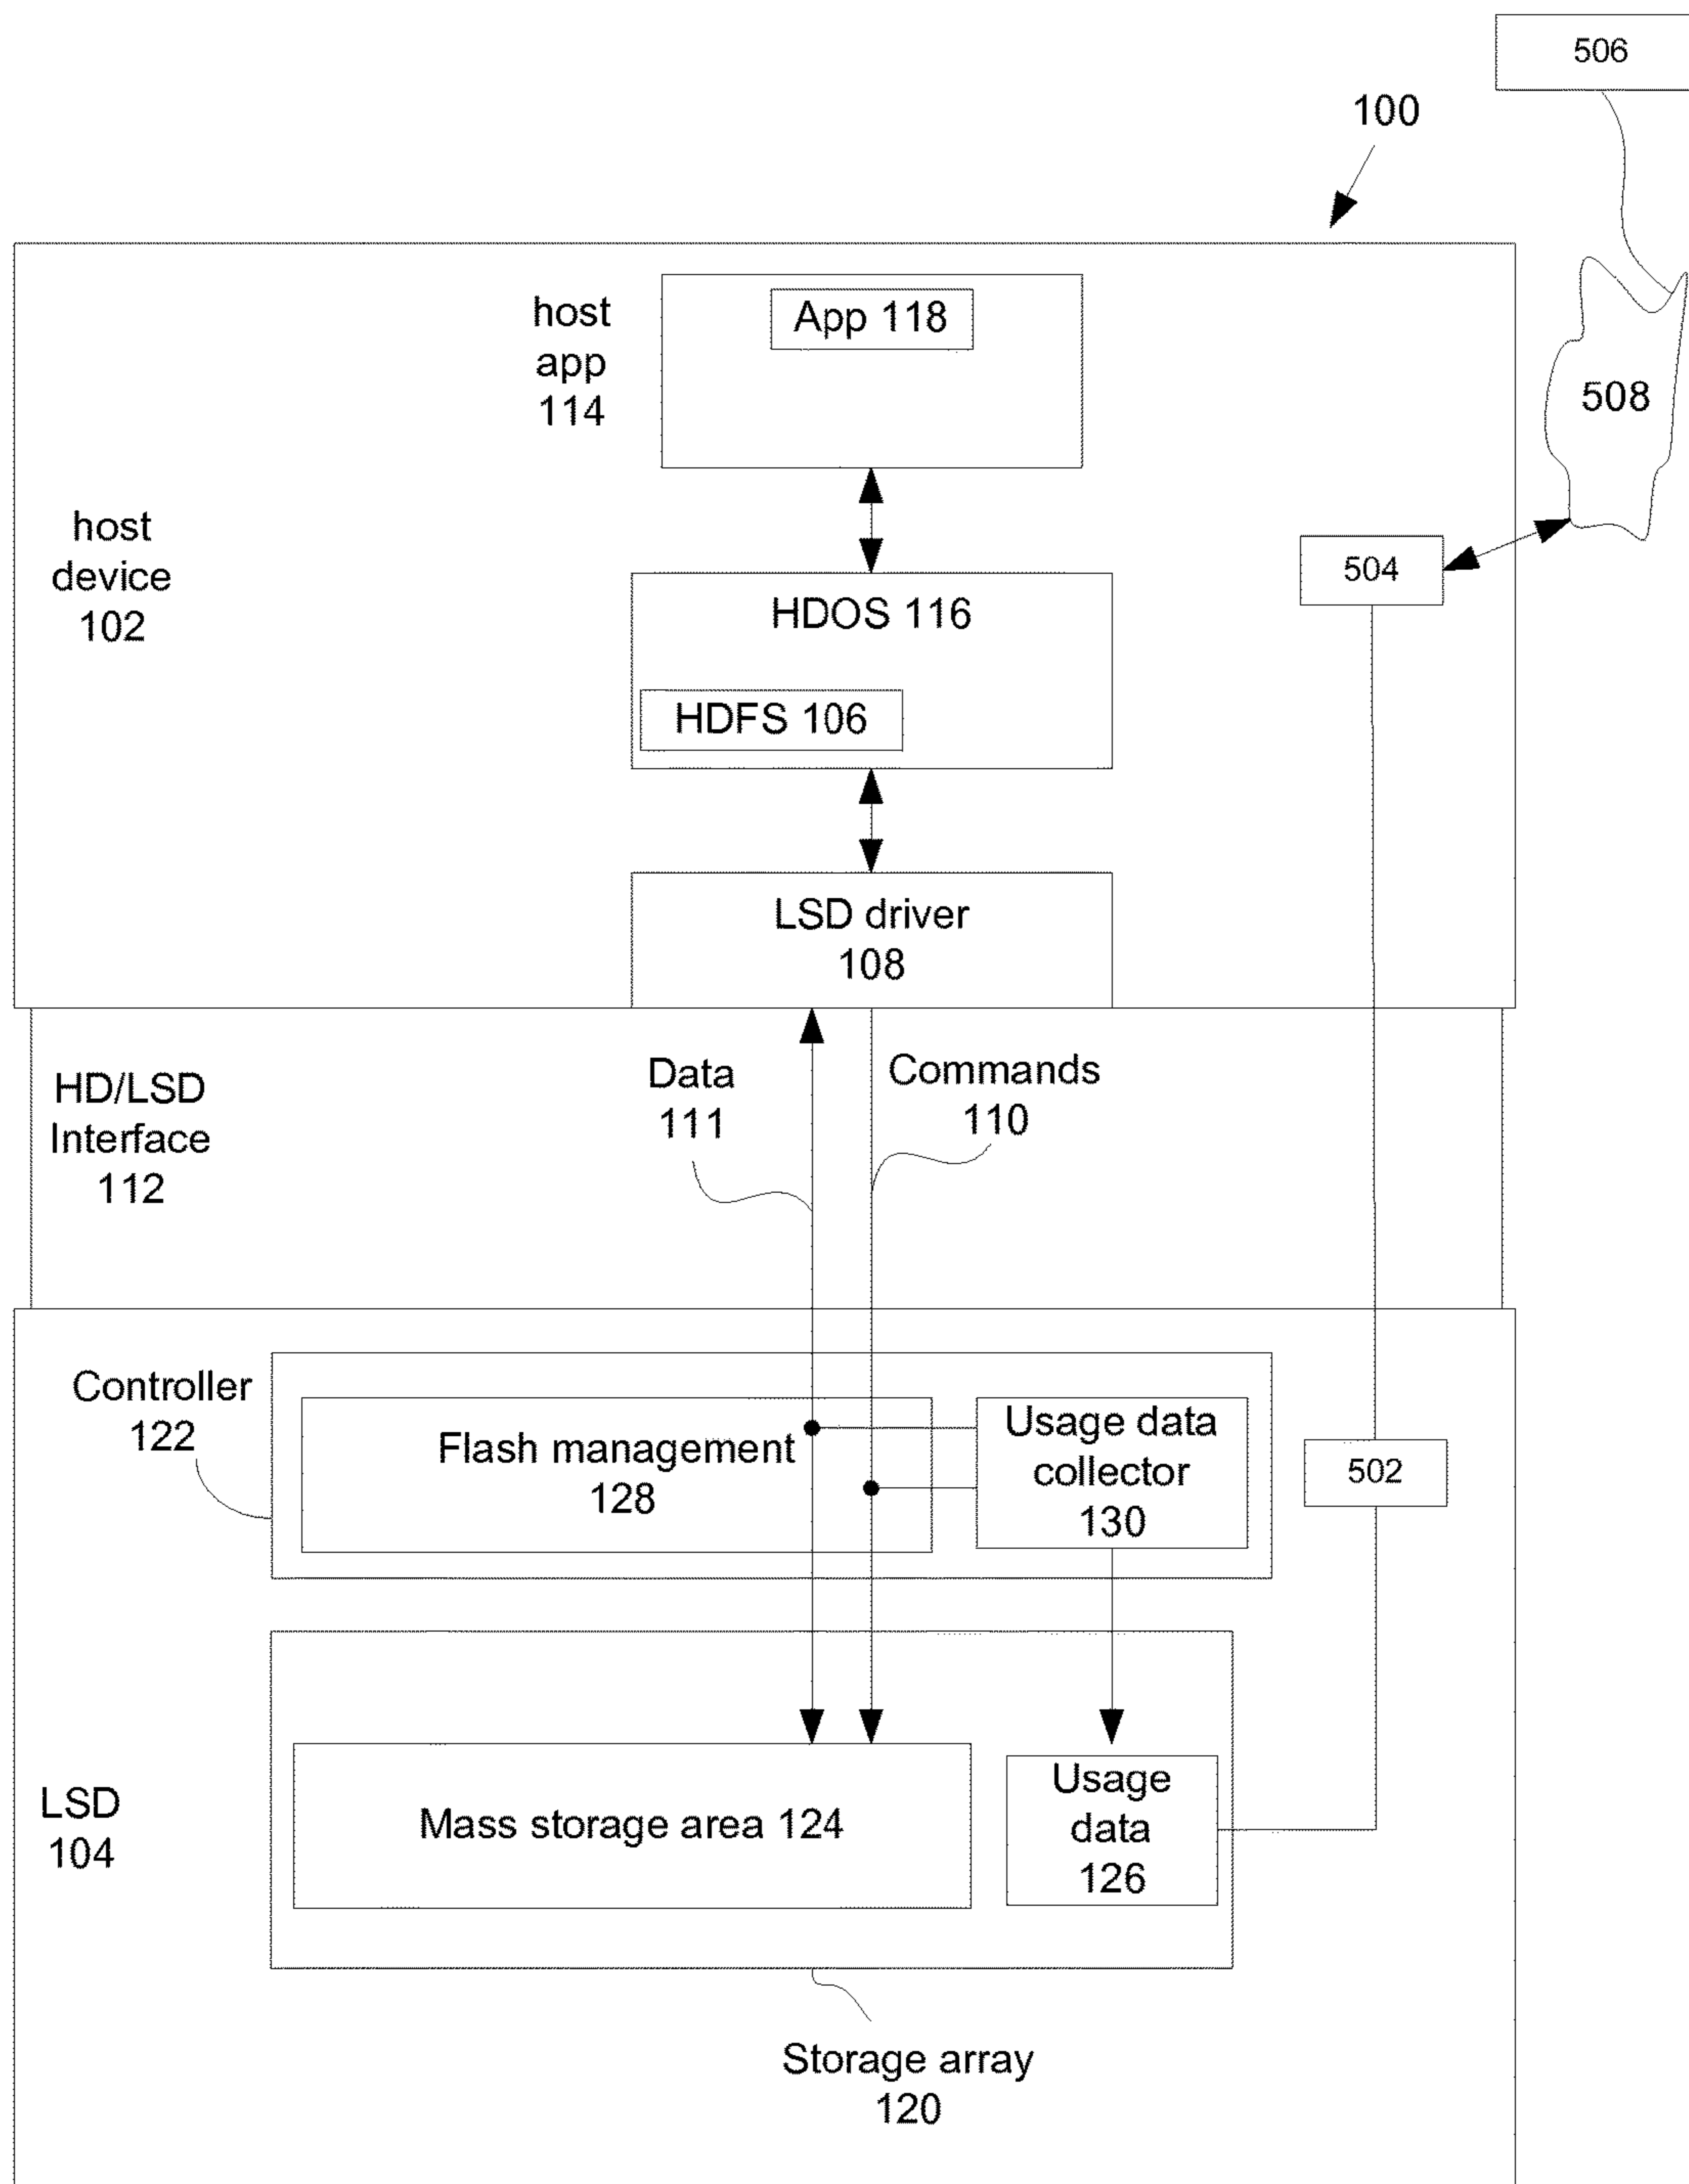 506
100
host
app
114
App 118
508
host
device
102
504
HDOS 116
HDFS 106
LSD driver
108
HD/LSD
Interface
112
Data
111
Commands
110
Controller
122
Flash management
128
Usage data
collector
130
502
LSD
104
Mass storage area 124
Usage
data
126
Storage array
120